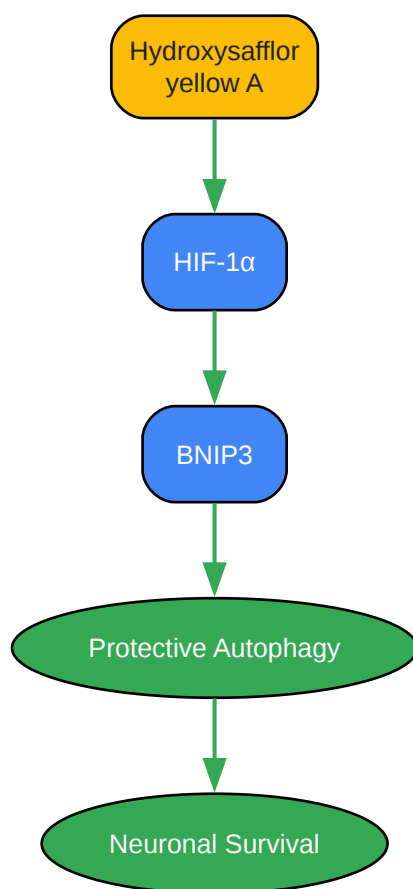 Hydroxysafflor
yellow A
HIF-1α
BNIP3
Protective Autophagy
Neuronal Survival